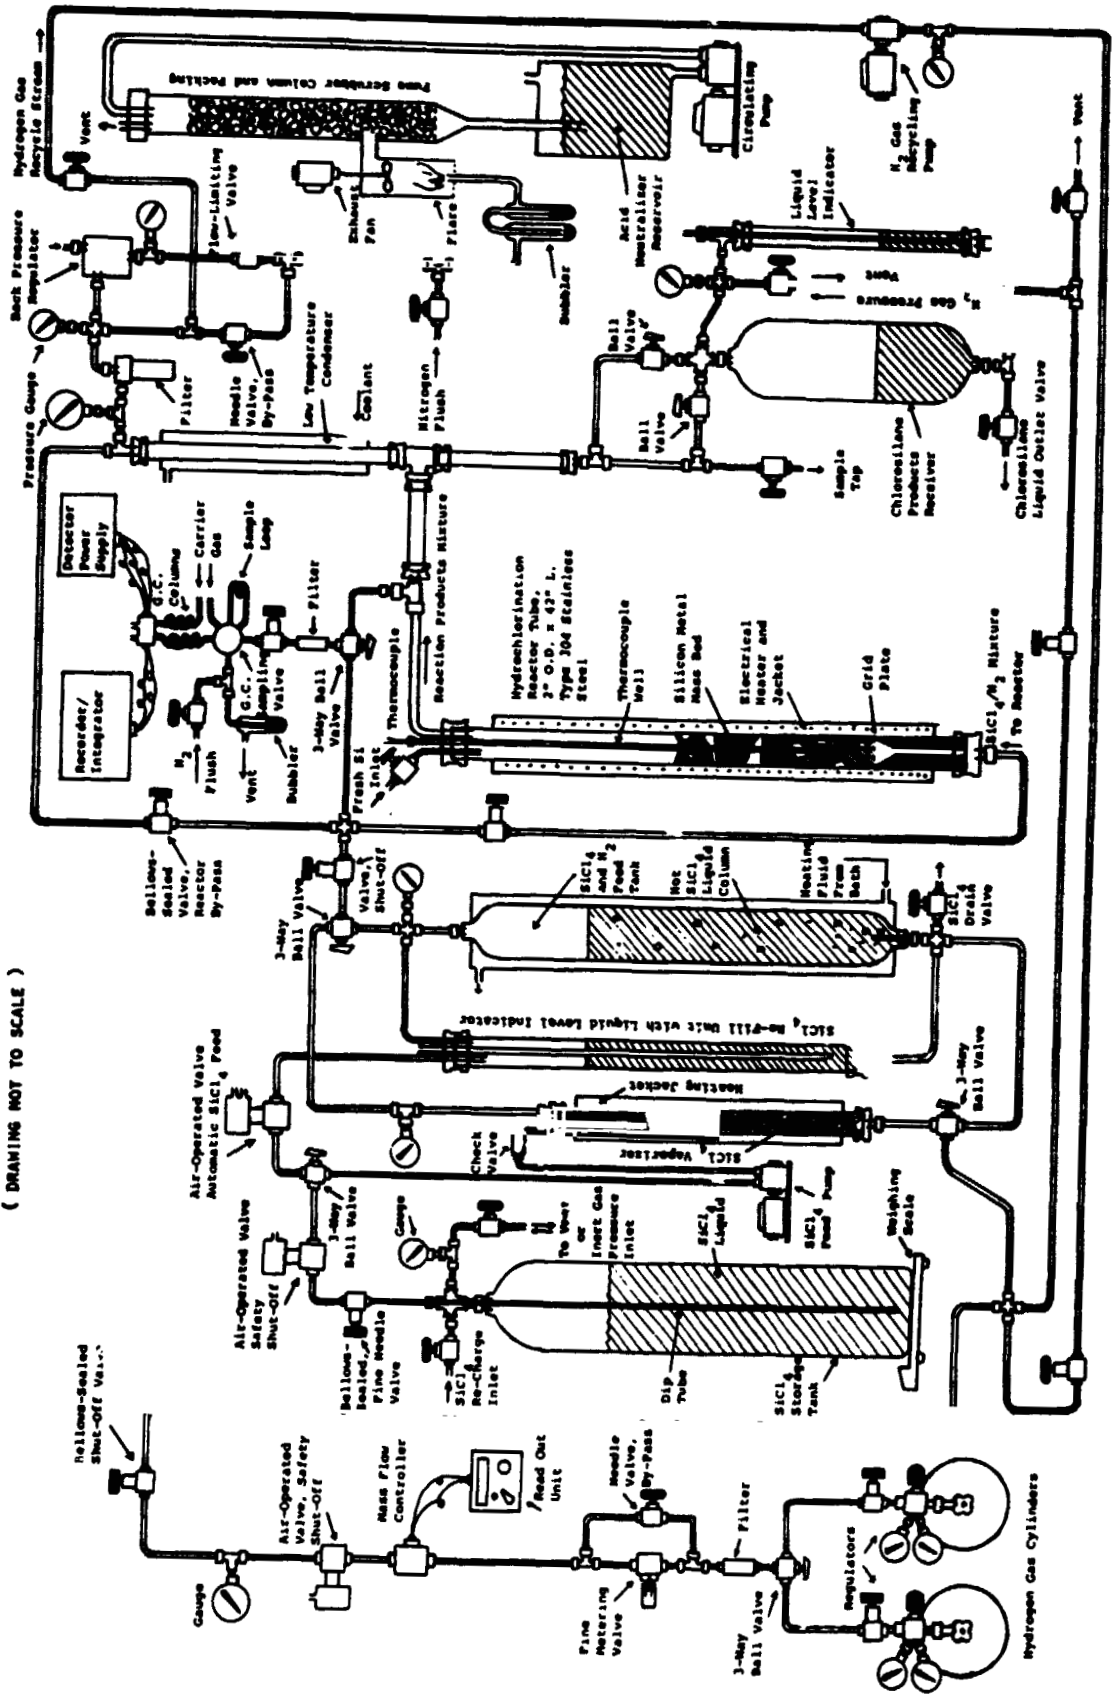 ( DRAWING NOT TO SCALE )
Hydrogen Gas
Recycle Stream
Vent
Fume Scrubber Column and Packing
Circulating
Pump
H2 Gas
Recycling
Pump
Vent
Back Pressure
Regulator
Flow-Limiting
Valve
Exhaust
Fan
Flare
Bubbler
Acid
Neutralizer
Reservoir
Liquid
Level
Indicator
Pressure Gauge
Filter
Needle
Valve,
By-Pass
Low Temperature
Condenser
Coolant
Nitrogen
Flush
Ball
Valve
Vent
N2 Gas Pressure
Ball
Valve
Sample
Tap
Chlorosilane
Products
Receiver
Chlorosilane
Liquid Outlet Valve
Detector
Power
Supply
G.C.
Columns
Carrier
Gas
Sample
Loop
Filter
Recorder/
Integrator
N2
Flush
Vent
Bubbler
G.C.
Sampling
Valve
3-Way Ball
Valve
Thermocouple
Reaction Products Mixture
Fresh Si
Inlet
Hydrochlorination
Reactor Tube,
2" O.D. x 42" L.
Type 304 Stainless
Steel
Thermocouple
Well
Silicon Metal
Mass Bed
Electrical
Heater and
Jacket
Grid
Plate
SiCl4/H2 Mixture
To Reactor
Bellows-
Sealed
Valve,
Reactor
By-Pass
3-Way
Ball Valve
Valve,
Shut-Off
SiCl4
and H2
Feed
Tank
Hot
SiCl4
Liquid
Column
Heating
Fluid
From
Bath
SiCl4
Drain
Valve
SiCl4 Re-Fill Unit with Liquid Level Indicator
Air-Operated Valve
Automatic SiCl4 Feed
Heating Jacket
SiCl4 Vaporizer
3-Way
Ball Valve
Check
Valve
SiCl4
Feed Pump
3-Way
Ball Valve
Air-Operated Valve
Safety
Shut-Off
Gauge
To Vent
or
Inert Gas
Pressure
Inlet
SiCl4
Liquid
Weighing
Scale
Bellows-
Sealed,
Fine Needle
Valve
SiCl4
Re-Charge
Inlet
Dip
Tube
SiCl4
Storage
Tank
Bellows-Sealed
Shut-Off
Air-Operated
Valve, Safety
Shut-Off
Mass Flow
Controller
Read Out
Unit
Gauge
Needle
Valve,
By-Pass
Fine
Metering
Valve
Filter
3-Way
Ball Valve
Regulators
Hydrogen Gas Cylinders